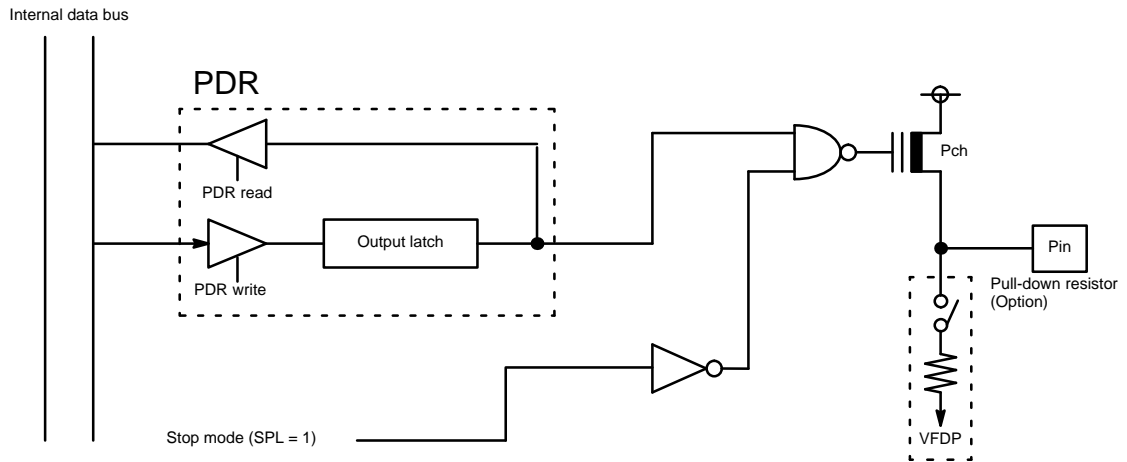 Internal data bus
PDR
PDR read
Output latch
PDR write
Pch
Pin
Pull-down resistor
(Option)
VFDP
Stop mode (SPL = 1)